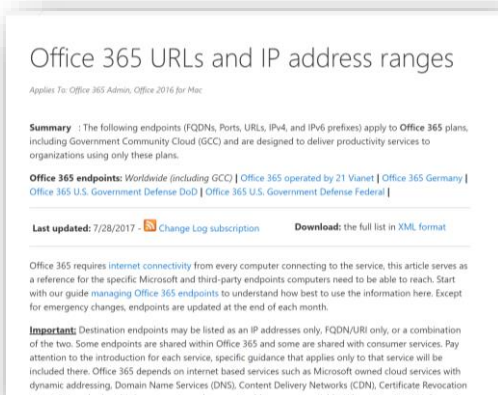 Office 365 URLs and IP address ranges
Applies To: Office 365 Admin, Office 2016 for Mac
Summary : The following endpoints (FQDNs, Ports, URLs, IPv4, and IPv6 prefixes) apply to Office 365 plans,
including Government Community Cloud (GCC) and are designed to deliver productivity services to
organizations using only these plans.
Office 365 endpoints: Worldwide (including GCC) | Office 365 operated by 21 Vianet | Office 365 Germany |
Office 365 U.S. Government Defense DoD | Office 365 U.S. Government Defense Federal |
Last updated: 7/28/2017 - Change Log subscription Download: the full list in XML format
Office 365 requires internet connectivity from every computer connecting to the service, this article serves as
a reference for the specific Microsoft and third-party endpoints computers need to be able to reach. Start
with our guide managing Office 365 endpoints to understand how best to use the information here. Except
for emergency changes, endpoints are updated at the end of each month.
Important: Destination endpoints may be listed as an IP addresses only, FQDN/URI only, or a combination
of the two. Some endpoints are shared within Office 365 and some are shared with consumer services. Pay
attention to the introduction for each service, specific guidance that applies only to that service will be
included there. Office 365 depends on internet based services such as Microsoft owned cloud services with
dynamic addressing, Domain Name Services (DNS), Content Delivery Networks (CDN), Certificate Revocation